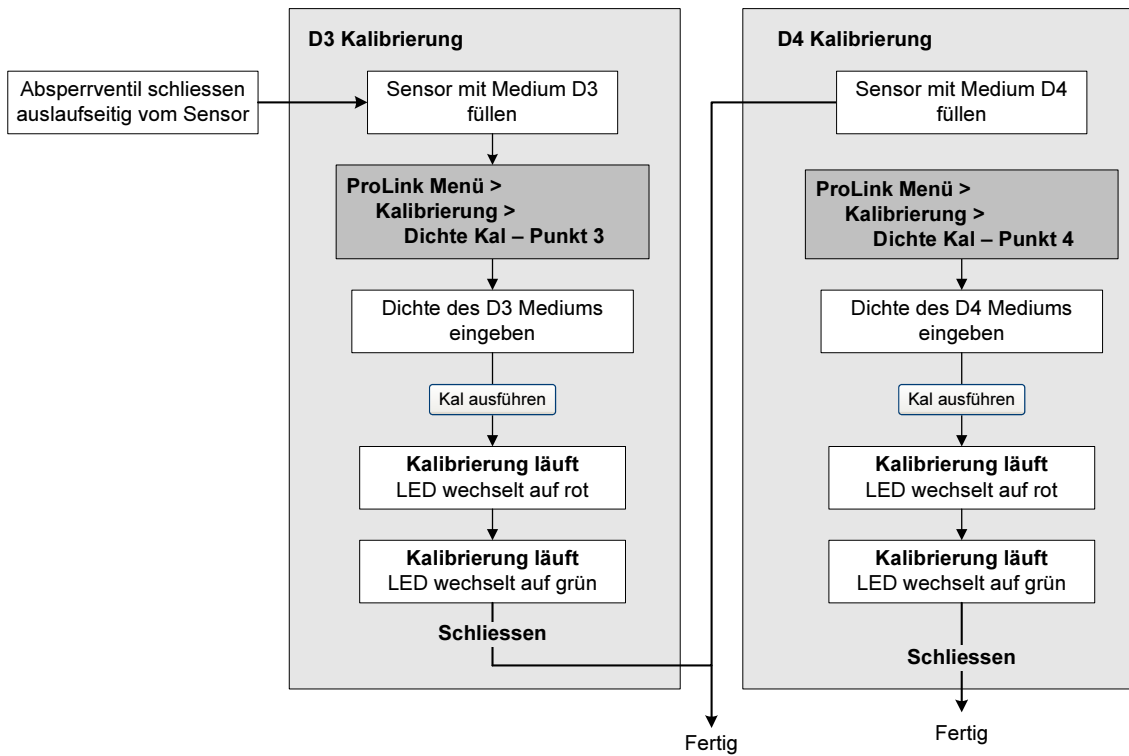 D3 Kalibrierung
Absperrventil schliessen
auslaufseitig vom Sensor
Sensor mit Medium D3
füllen
ProLink Menü >
Kalibrierung >
Dichte Kal – Punkt 3
Dichte des D3 Mediums
eingeben
Kal ausführen
Kalibrierung läuft
LED wechselt auf rot
Kalibrierung läuft
LED wechselt auf grün
Schliessen
Fertig
D4 Kalibrierung
Sensor mit Medium D4
füllen
ProLink Menü >
Kalibrierung >
Dichte Kal – Punkt 4
Dichte des D4 Mediums
eingeben
Kal ausführen
Kalibrierung läuft
LED wechselt auf rot
Kalibrierung läuft
LED wechselt auf grün
Schliessen
Fertig